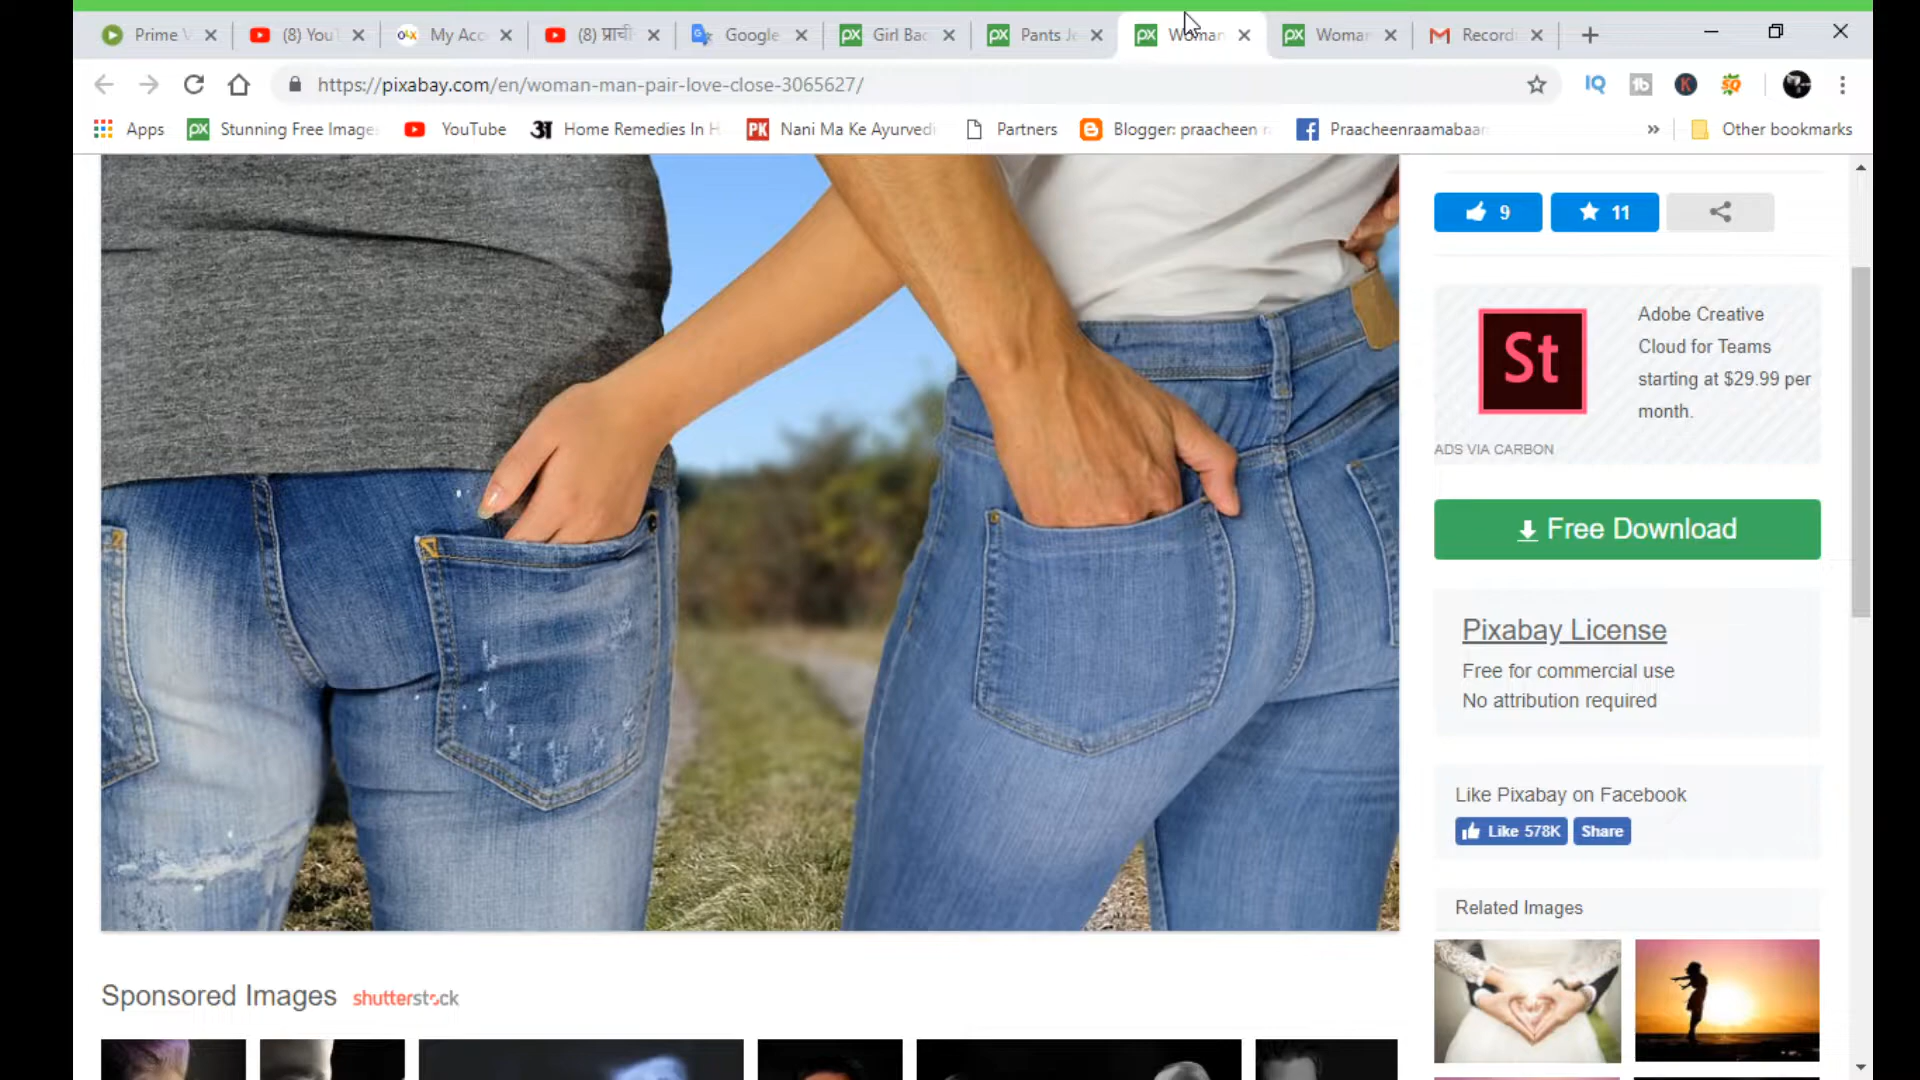 Prime V
(8) YouT
My Acc
(8) प्राची
Google
Girl Bac
Pants Je
Woman
Woman
Recordi
https://pixabay.com/en/woman-man-pair-love-close-3065627/
Apps
Stunning Free Images
YouTube
Home Remedies In H
Nani Ma Ke Ayurvedi
Partners
Blogger: praacheen r
Praacheenraamabaan
Other bookmarks
9
11
St
Adobe Creative
Cloud for Teams
starting at $29.99 per
month.
ADS VIA CARBON
Free Download
Pixabay License
Free for commercial use
No attribution required
Like Pixabay on Facebook
Like 578K
Share
Related Images
Sponsored Images
shutterstock